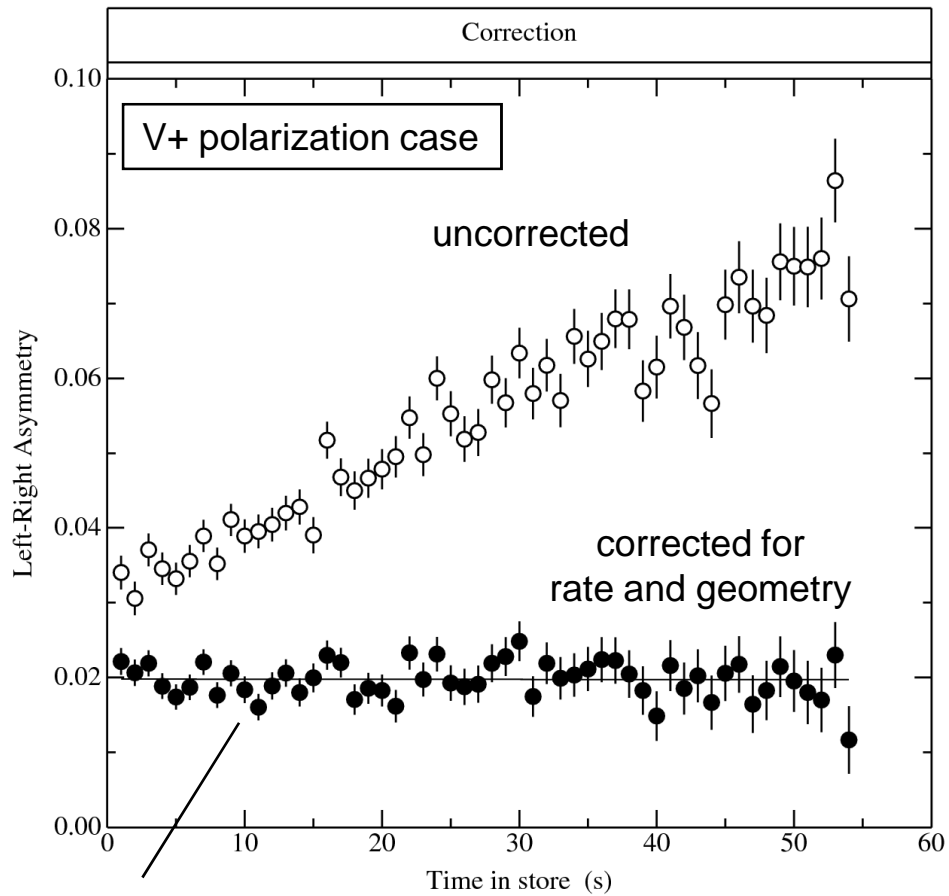 Correction
V+ polarization case
uncorrected
corrected for
rate and geometry
Left-Right Asymmetry
0.10
0.08
0.06
0.04
0.02
0.00
0 10 20 30 40 50 60
Time in store (s)